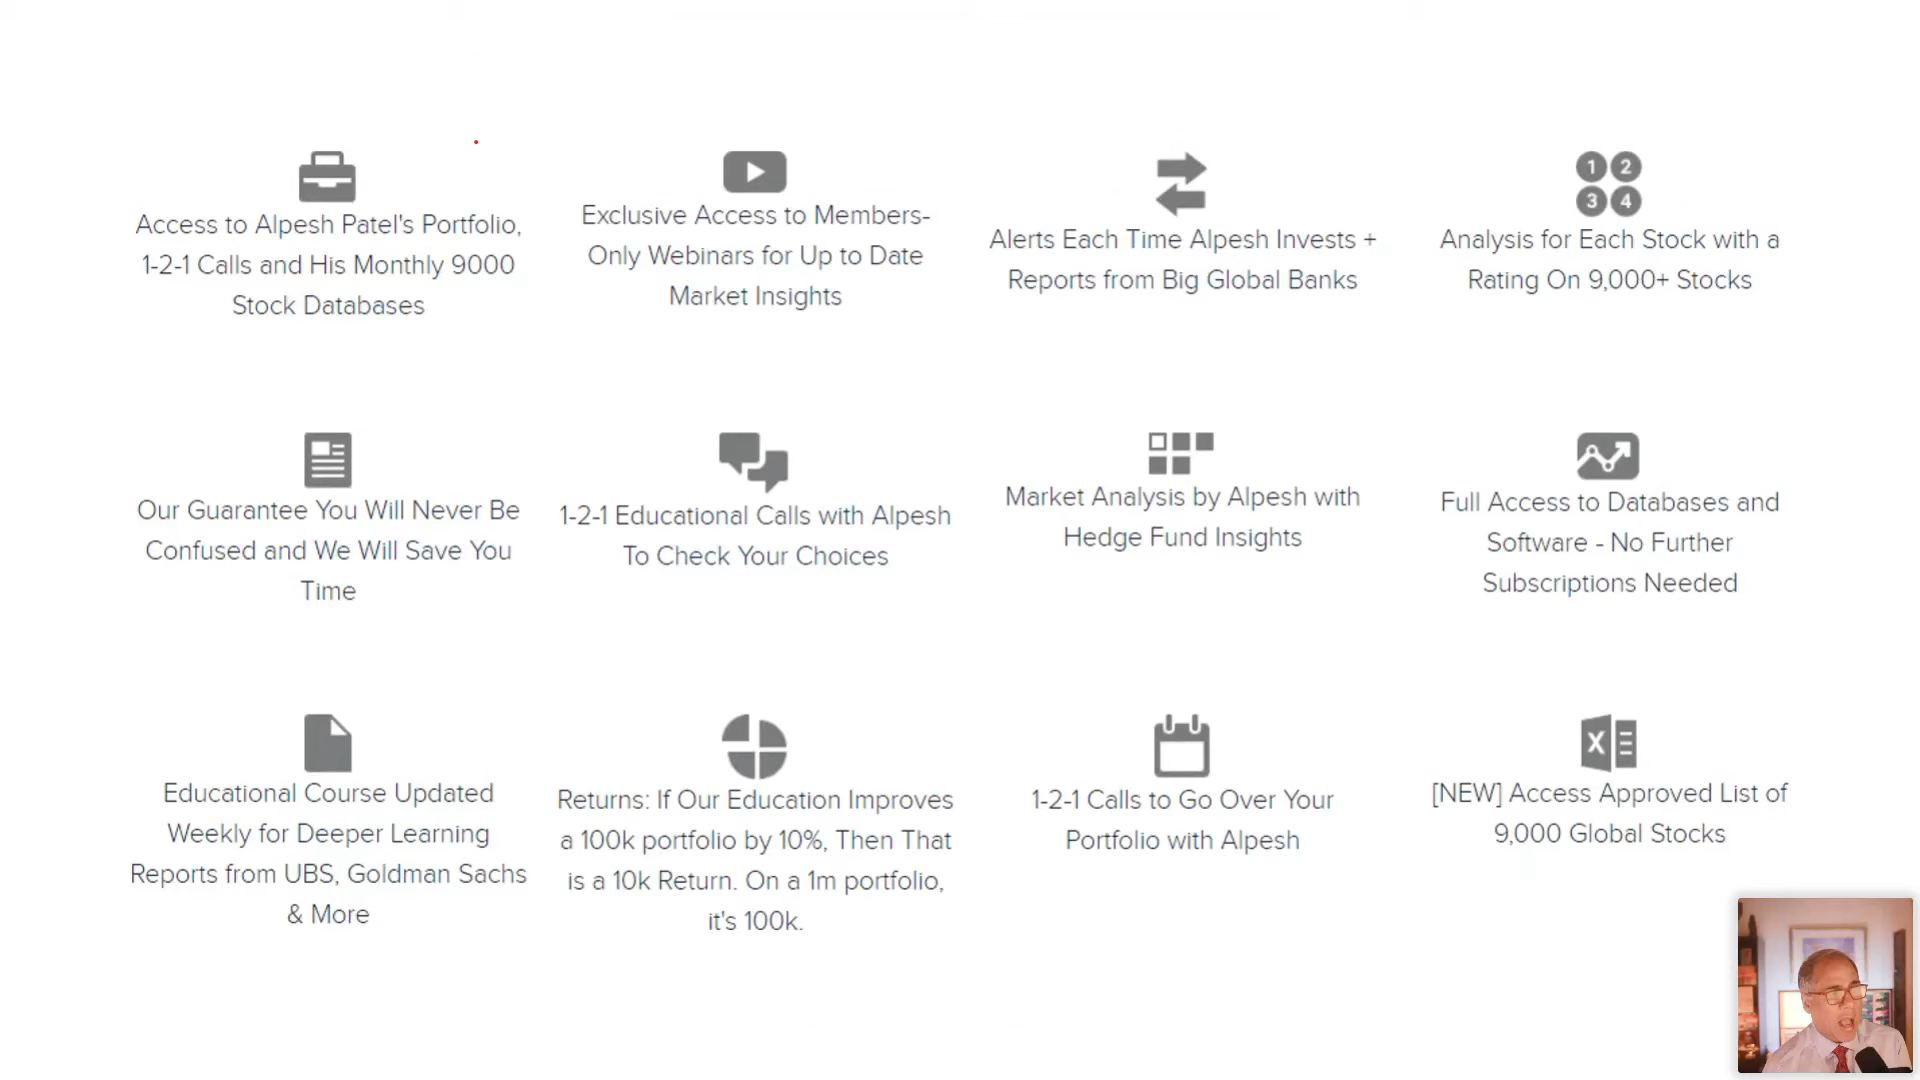 Access to Alpesh Patel's Portfolio,
1-2-1 Calls and His Monthly 9000
Stock Databases
Exclusive Access to Members-
Only Webinars for Up to Date
Market Insights
Alerts Each Time Alpesh Invests +
Reports from Big Global Banks
1 2
3 4
Analysis for Each Stock with a
Rating On 9,000+ Stocks
Our Guarantee You Will Never Be
Confused and We Will Save You
Time
1-2-1 Educational Calls with Alpesh
To Check Your Choices
Market Analysis by Alpesh with
Hedge Fund Insights
Full Access to Databases and
Software - No Further
Subscriptions Needed
Educational Course Updated
Weekly for Deeper Learning
Reports from UBS, Goldman Sachs
& More
Returns: If Our Education Improves
a 100k portfolio by 10%, Then That
is a 10k Return. On a 1m portfolio,
it's 100k.
1-2-1 Calls to Go Over Your
Portfolio with Alpesh
X
[NEW] Access Approved List of
9,000 Global Stocks